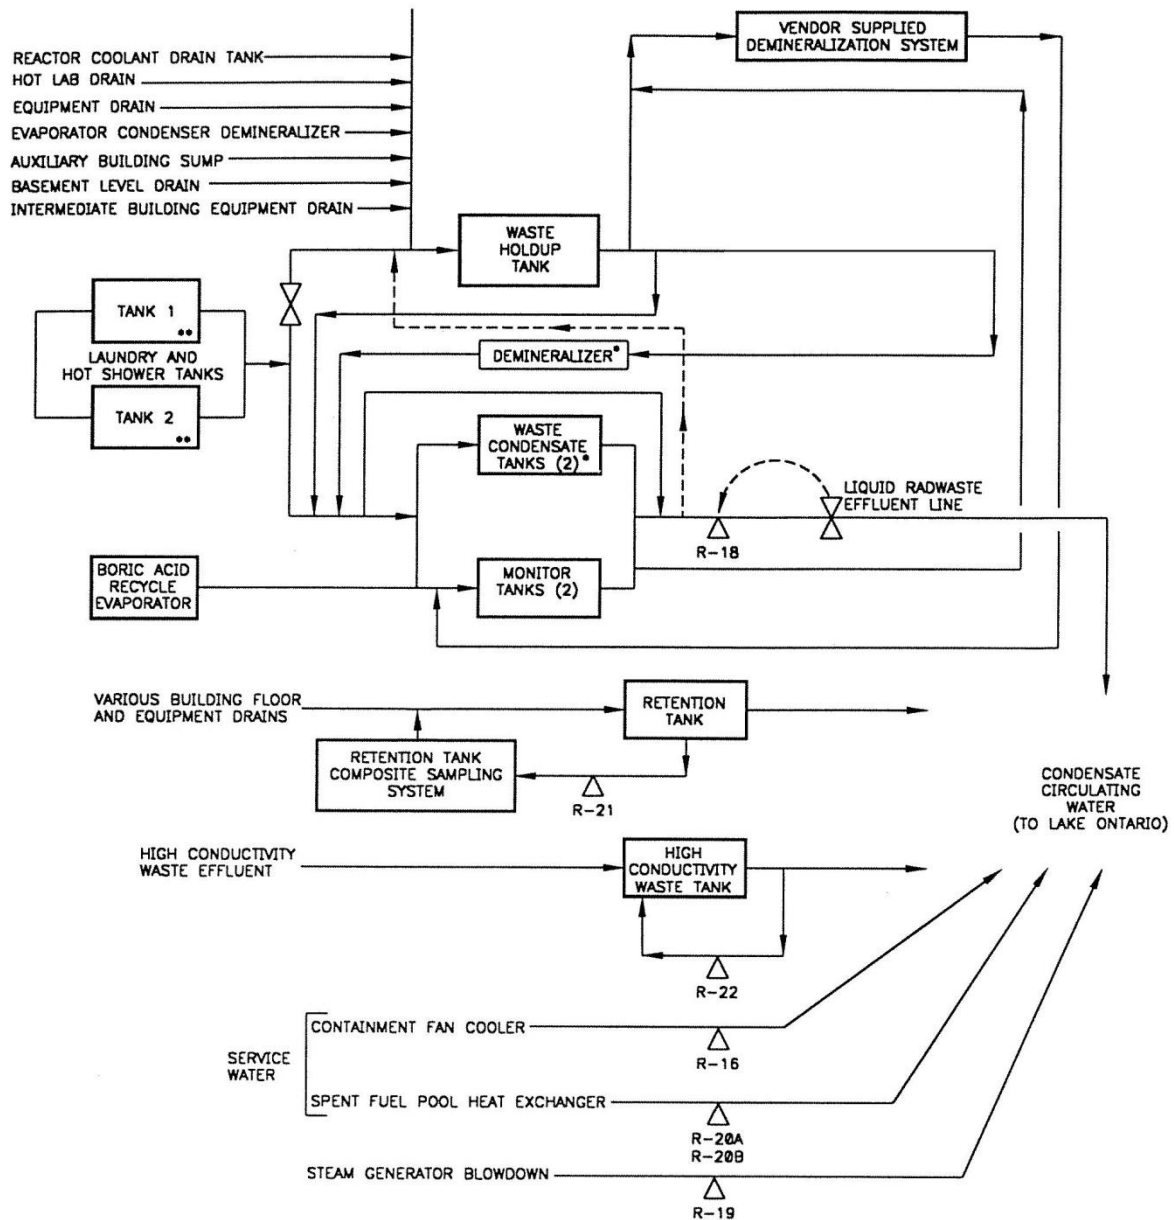 VENDOR SUPPLIED
DEMINERALIZATION SYSTEM
REACTOR COOLANT DRAIN TANK
HOT LAB DRAIN
EQUIPMENT DRAIN
EVAPORATOR CONDENSER DEMINERALIZER
AUXILIARY BUILDING SUMP
BASEMENT LEVEL DRAIN
INTERMEDIATE BUILDING EQUIPMENT DRAIN
WASTE
HOLDUP
TANK
TANK 1
**
LAUNDRY AND
HOT SHOWER TANKS
TANK 2
**
DEMINERALIZER*
WASTE
CONDENSATE
TANKS (2)*
LIQUID RADWASTE
EFFLUENT LINE
R-18
BORIC ACID
RECYCLE
EVAPORATOR
MONITOR
TANKS (2)
VARIOUS BUILDING FLOOR
AND EQUIPMENT DRAINS
RETENTION
TANK
RETENTION TANK
COMPOSITE SAMPLING
SYSTEM
R-21
CONDENSATE
CIRCULATING
WATER
(TO LAKE ONTARIO)
HIGH CONDUCTIVITY
WASTE EFFLUENT
HIGH
CONDUCTIVITY
WASTE TANK
R-22
SERVICE
WATER
CONTAINMENT FAN COOLER
R-16
SPENT FUEL POOL HEAT EXCHANGER
R-20A
R-20B
STEAM GENERATOR BLOWDOWN
R-19